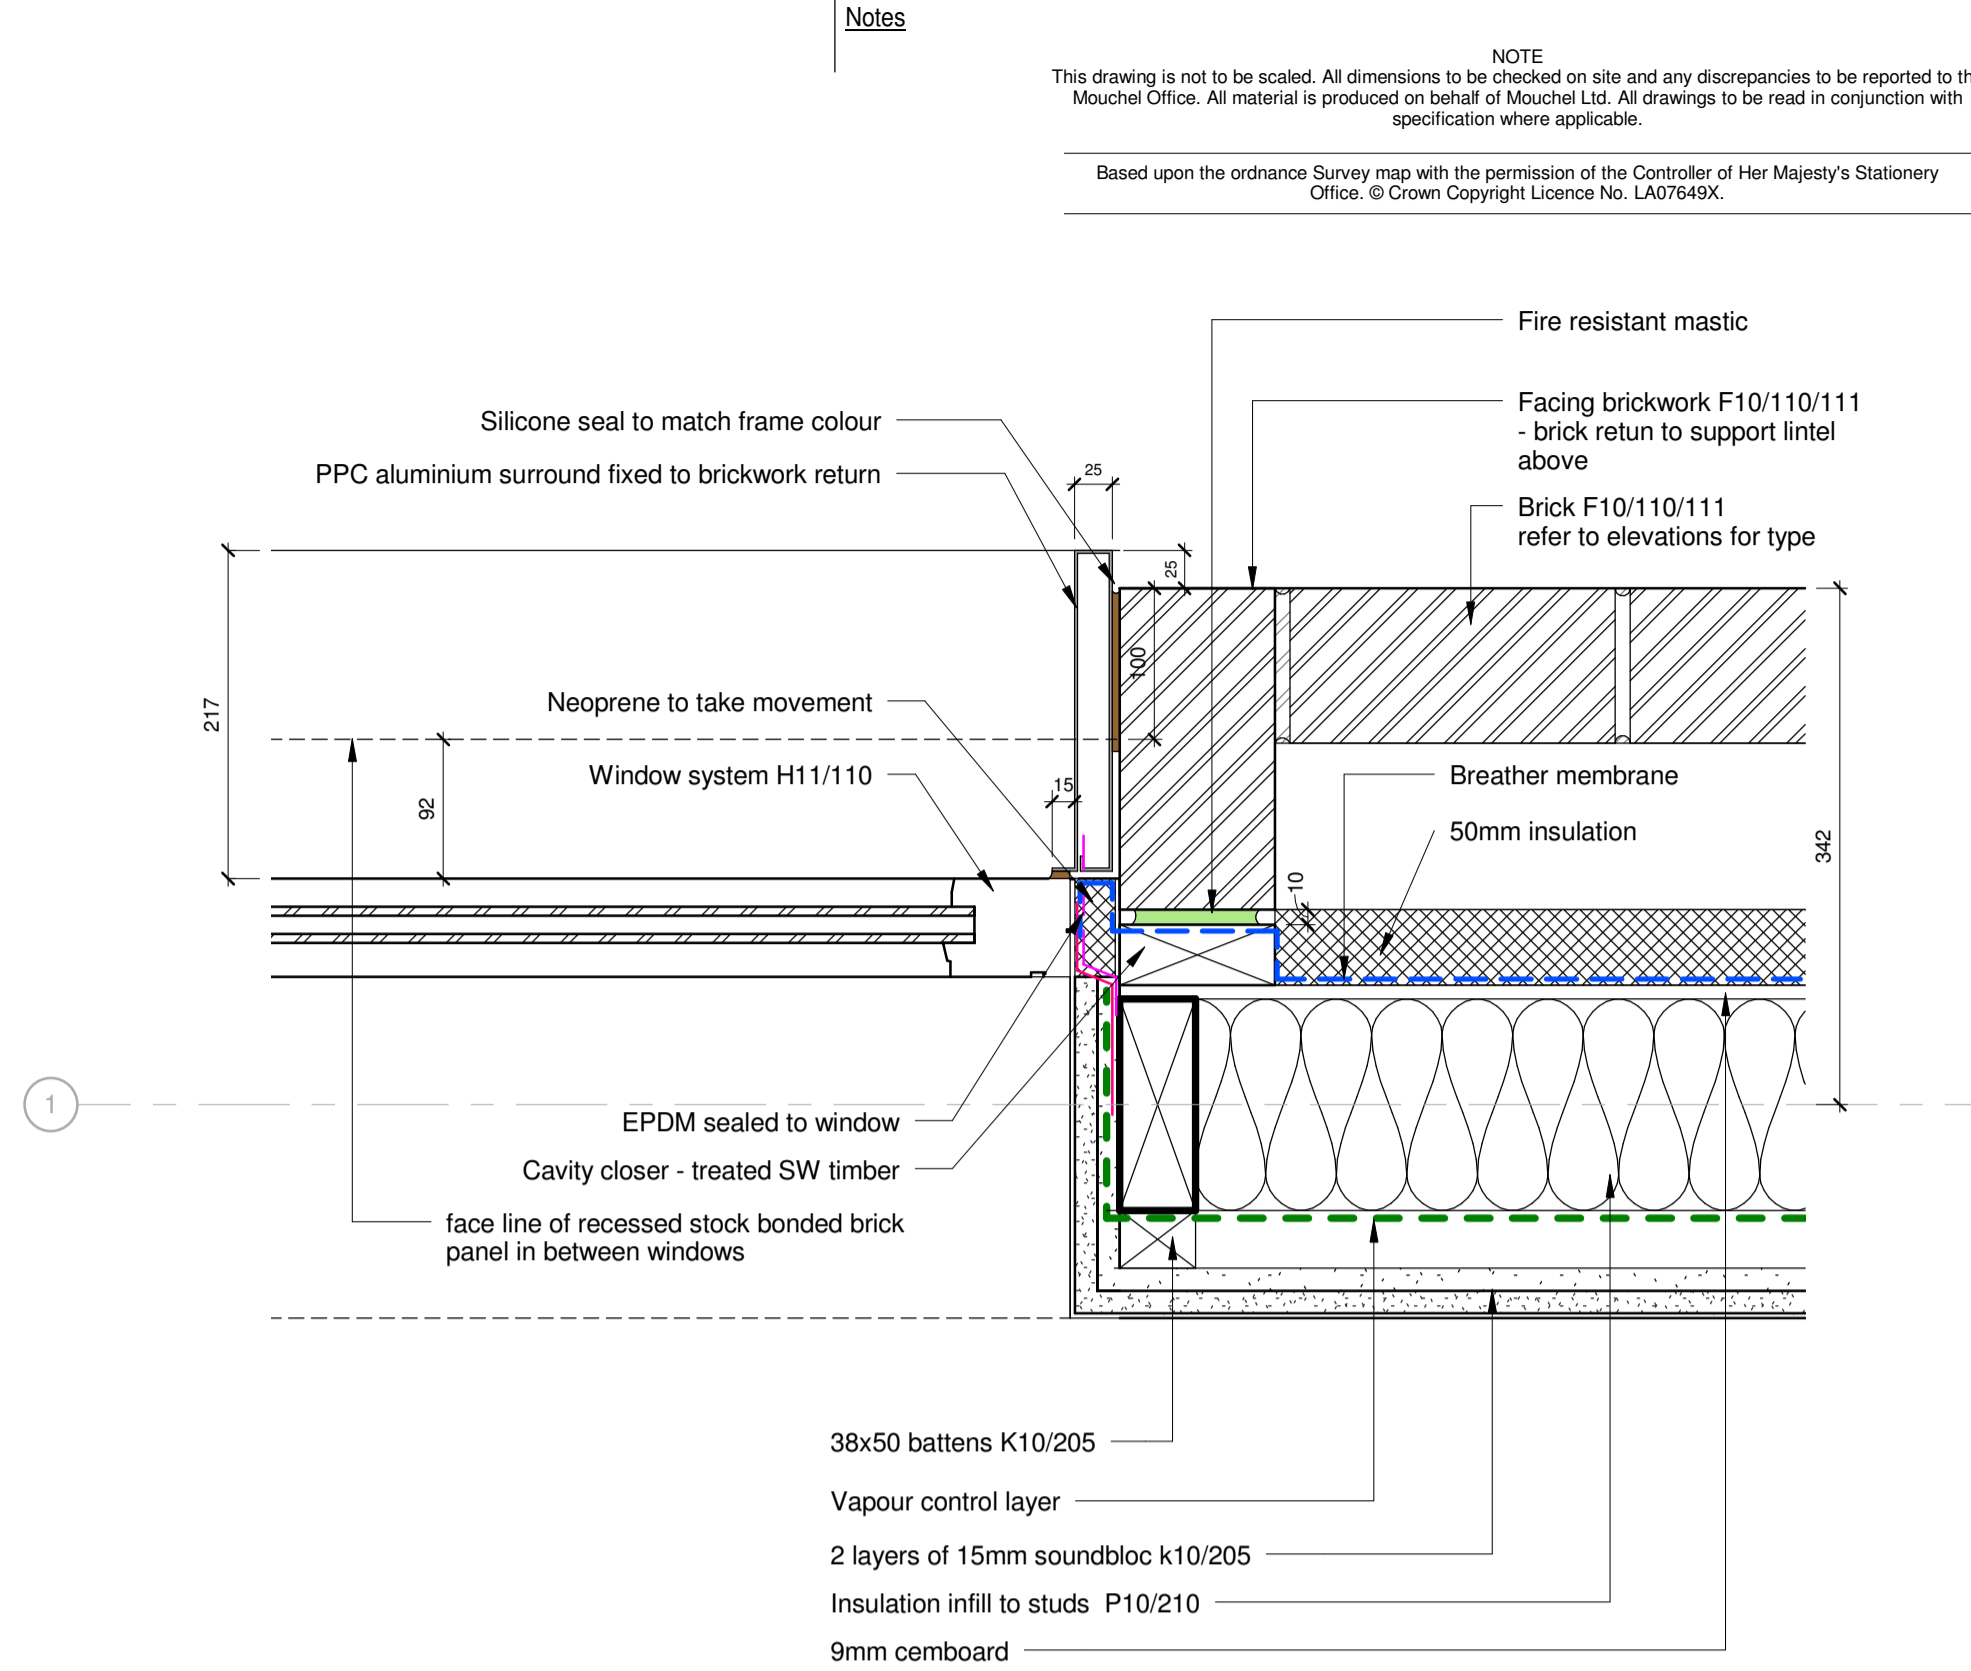 Notes
NOTE
This drawing is not to be scaled. All dimensions to be checked on site and any discrepancies to be reported to th
Mouchel Office. All material is produced on behalf of Mouchel Ltd. All drawings to be read in conjunction with
specification where applicable.
Based upon the ordnance Survey map with the permission of the Controller of Her Majesty's Stationery
Office. © Crown Copyright Licence No. LA07649X.
Fire resistant mastic
Facing brickwork F10/110/111
- brick retun to support lintel
above
Silicone seal to match frame colour
PPC aluminium surround fixed to brickwork return
25
Brick F10/110/111
refer to elevations for type
25
100
217
Neoprene to take movement
Window system H11/110
15
92
Breather membrane
50mm insulation
342
10
1
EPDM sealed to window
Cavity closer - treated SW timber
face line of recessed stock bonded brick
panel in between windows
38x50 battens K10/205
Vapour control layer
2 layers of 15mm soundbloc k10/205
Insulation infill to studs P10/210
9mm cemboard